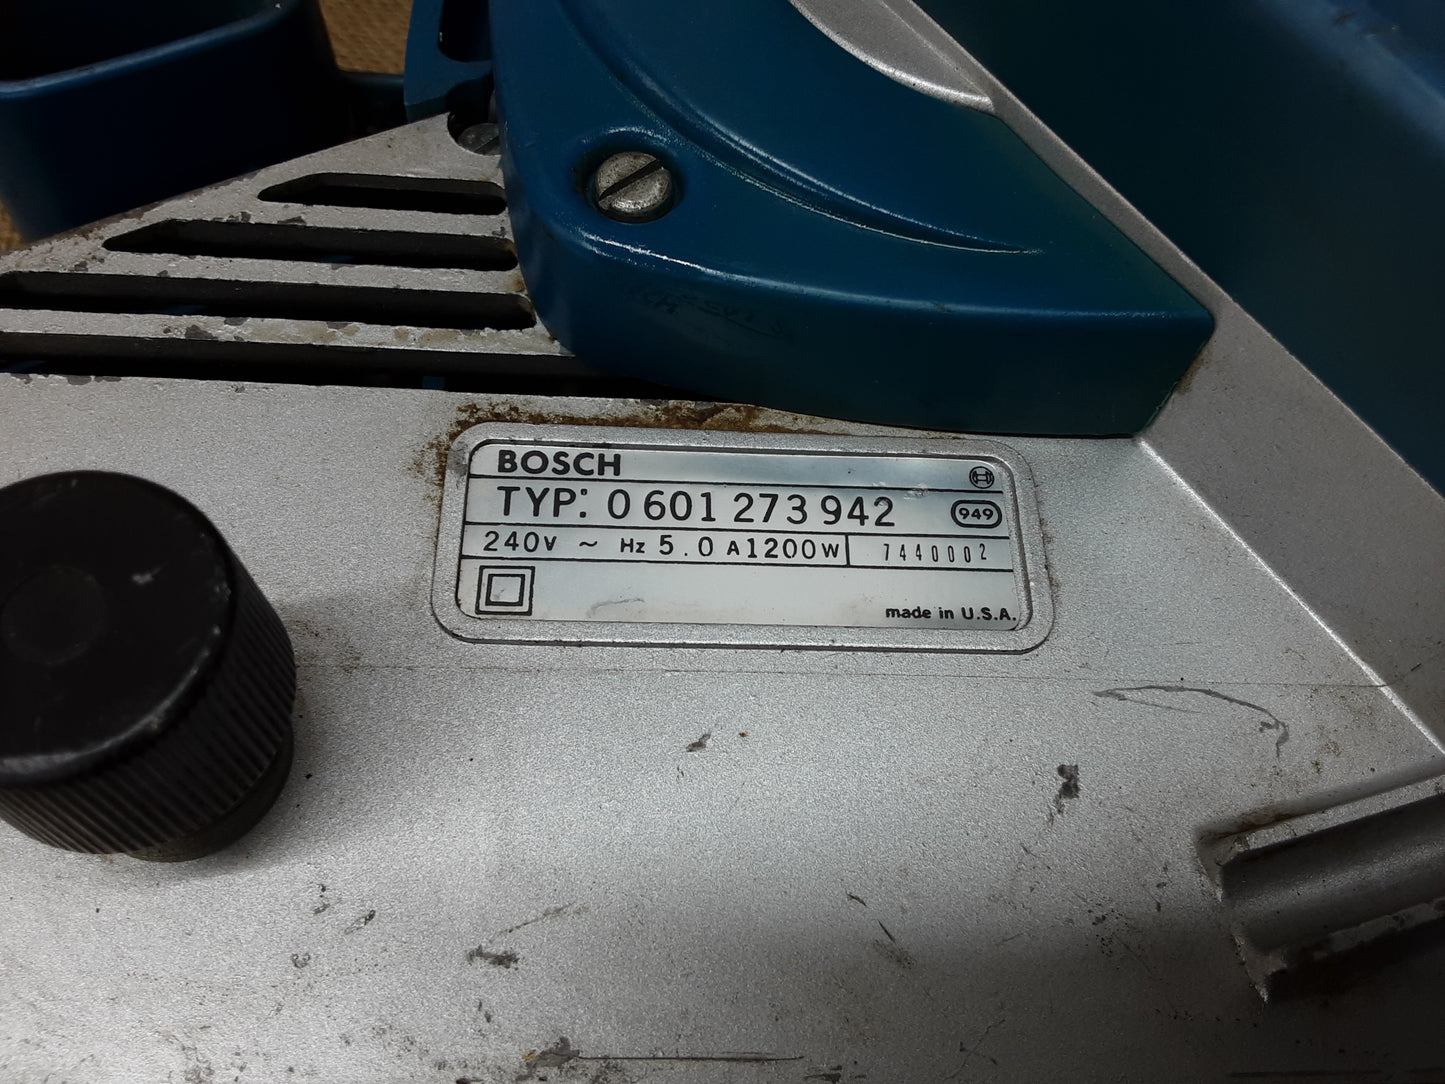 BOSCH
TYP: 0 601 273 942 949
240V ~ Hz 5.0 A 1200W 7440002
made in U.S.A.